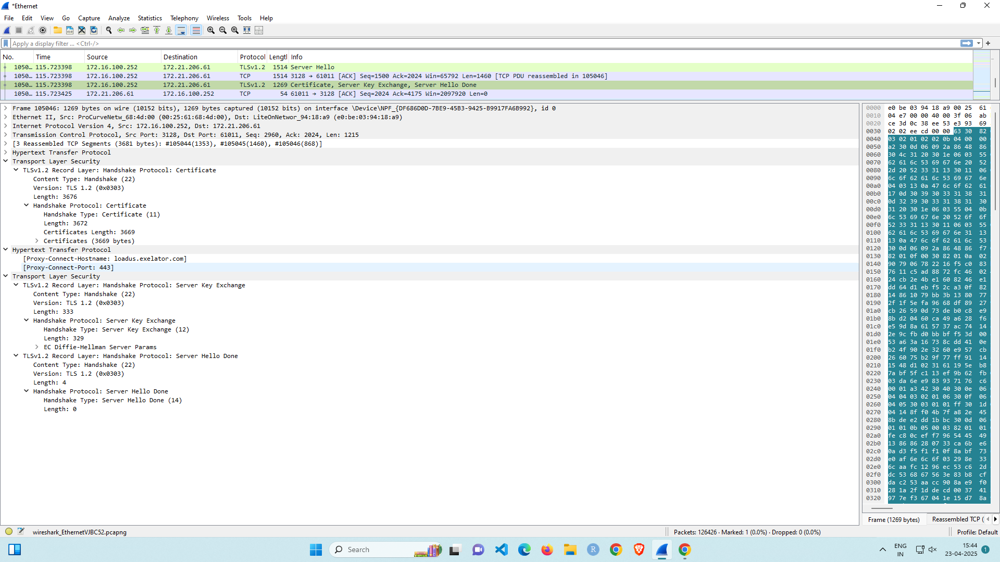 *Ethernet
File Edit View Go Capture Analyze Statistics Telephony Wireless Tools Help
Apply a display filter ... <Ctrl-/>
No. Time Source Destination Protocol Lengtl Info
1050… 115.723398 172.16.100.252 172.21.206.61 TLSv1.2 1514 Server Hello
1050… 115.723398 172.16.100.252 172.21.206.61 TCP 1514 3128 → 61011 [ACK] Seq=1500 Ack=2024 Win=65792 Len=1460 [TCP PDU reassembled in 105046]
1050… 115.723398 172.16.100.252 172.21.206.61 TLSv1.2 1269 Certificate, Server Key Exchange, Server Hello Done
1050… 115.723425 172.21.206.61 172.16.100.252 TCP 54 61011 → 3128 [ACK] Seq=2024 Ack=4175 Win=2097920 Len=0
Frame 105046: 1269 bytes on wire (10152 bits), 1269 bytes captured (10152 bits) on interface \Device\NPF_{DF686D0D-7BE9-45B3-9425-B9917FA6B992}, id 0
Ethernet II, Src: ProCurveNetw_68:4d:00 (00:25:61:68:4d:00), Dst: LiteOnNetwor_94:18:a9 (e0:be:03:94:18:a9)
Internet Protocol Version 4, Src: 172.16.100.252, Dst: 172.21.206.61
Transmission Control Protocol, Src Port: 3128, Dst Port: 61011, Seq: 2960, Ack: 2024, Len: 1215
[3 Reassembled TCP Segments (3681 bytes): #105044(1353), #105045(1460), #105046(868)]
Hypertext Transfer Protocol
Transport Layer Security
TLSv1.2 Record Layer: Handshake Protocol: Certificate
Content Type: Handshake (22)
Version: TLS 1.2 (0x0303)
Length: 3676
Handshake Protocol: Certificate
Handshake Type: Certificate (11)
Length: 3672
Certificates Length: 3669
Certificates (3669 bytes)
Hypertext Transfer Protocol
[Proxy-Connect-Hostname: loadus.exelator.com]
[Proxy-Connect-Port: 443]
Transport Layer Security
TLSv1.2 Record Layer: Handshake Protocol: Server Key Exchange
Content Type: Handshake (22)
Version: TLS 1.2 (0x0303)
Length: 333
Handshake Protocol: Server Key Exchange
Handshake Type: Server Key Exchange (12)
Length: 329
EC Diffie-Hellman Server Params
TLSv1.2 Record Layer: Handshake Protocol: Server Hello Done
Content Type: Handshake (22)
Version: TLS 1.2 (0x0303)
Length: 4
Handshake Protocol: Server Hello Done
Handshake Type: Server Hello Done (14)
Length: 0
0000 e0 be 03 94 18 a9 00 25 61
0010 04 e7 00 00 40 00 3f 06 ab
0020 ce 3d 0c 38 ee 53 e3 93 69
0030 02 02 ee cd 00 00 63 30 82
0040 03 02 01 02 02 0b 04 00 00
0050 a2 30 0d 06 09 2a 86 48 86
0060 30 4c 31 20 30 1e 06 03 55
0070 62 61 6c 53 69 67 6e 20 52
0080 2d 20 52 33 31 13 30 11 06
0090 6c 6f 62 61 6c 53 69 67 6e
00a0 04 03 13 0a 47 6c 6f 62 61
00b0 17 0d 30 39 30 33 31 38 31
00c0 0d 32 39 30 33 31 38 31 30
00d0 31 20 30 1e 06 03 55 04 0b
00e0 6c 53 69 67 6e 20 52 6f 6f
00f0 52 33 31 13 30 11 06 03 55
0100 62 61 6c 53 69 67 6e 31 13
0110 13 0a 47 6c 6f 62 61 6c 53
0120 30 0d 06 09 2a 86 48 86 f7
0130 82 01 0f 00 30 82 01 0a 02
0140 90 79 06 78 22 16 f5 c0 83
0150 76 11 c5 ad 88 72 fc 46 02
0160 24 cb 2e 4b e1 60 82 46 e1
0170 dd 64 d1 eb f5 2c a3 0f 82
0180 14 86 10 79 bb 3b 13 80 77
0190 2f 1f 5e fa 96 68 df 89 27
01a0 cb 26 59 0d 73 de b0 c8 e9
01b0 8b d2 04 60 ca 49 a6 28 f6
01c0 e5 9d 8a 61 57 37 ac 74 14
01d0 2e 9c fb d0 bb bf f5 3d 00
01e0 53 a6 3a 16 73 8c dd 41 0e
01f0 b2 4f 90 2e 32 60 e9 57 cb
0200 26 60 75 b2 9f 77 ff 91 14
0210 15 48 d1 02 31 61 19 5e b8
0220 7a bf 5f c1 13 ef 9b 62 fb
0230 03 da 6e e9 83 93 71 76 c6
0240 00 01 a3 42 30 40 30 0e 06
0250 04 04 03 02 01 06 30 0f 06
0260 04 05 30 03 01 01 ff 30 1d
0270 04 14 8f f0 4b 7f a8 2e 45
0280 8b de e2 dd 1b bc 30 0d 06
0290 01 01 0b 05 00 03 82 01 01
02a0 fe c8 0c ef f7 96 54 45 49
02b0 13 86 86 28 07 33 ca 6b e6
02c0 0a d3 f5 f1 f1 0f 8a bf 73
02d0 e0 af 6e 6c 6f 03 29 8e 33
02e0 6c aa fc 12 96 ec 53 c6 2d
02f0 dc 53 68 67 56 3e 83 b8 cf
0300 da c2 53 aa cc 90 8a e9 f0
0310 28 1a 2f 1d de cd 00 37 41
0320 97 7e f3 67 04 1e 15 d7 8a
Frame (1269 bytes) Reassembled TCP (
wireshark_EthernetVJBC52.pcapng Packets: 126426 · Marked: 1 (0.0%) · Dropped: 0 (0.0%) Profile: Default
Search
ENG
IN
15:44
23-04-2025
1